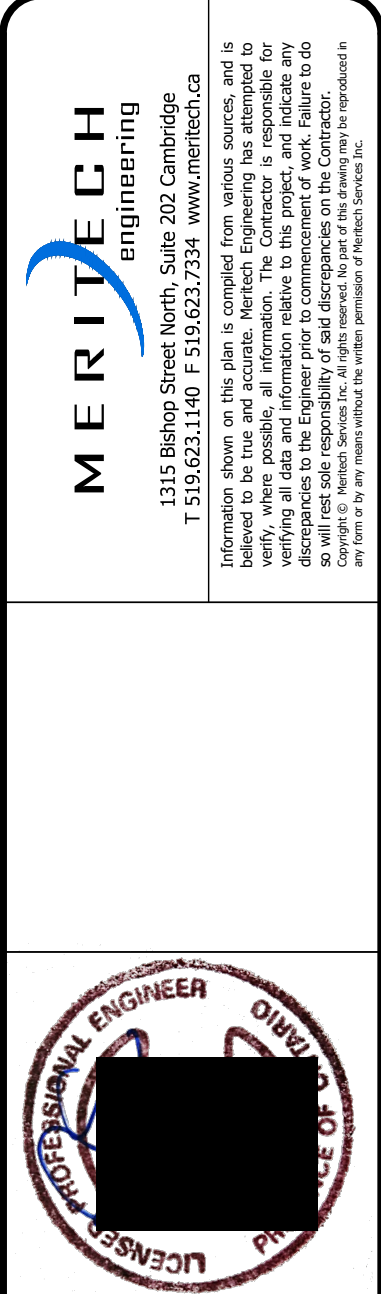 MERITECH
engineering
1315 Bishop Street North, Suite 202 Cambridge
T 519.623.1140 F 519.623.7334 www.meritech.ca
Information shown on this plan is compiled from various sources, and is
believed to be true and accurate. Meritech Engineering has attempted to
verify, where possible, all information. The Contractor is responsible for
verifying all data and information relative to this project, and indicate any
discrepancies to the Engineer prior to commencement of work. Failure to do
so will rest sole responsibility of said discrepancies on the Contractor.
Copyright © Meritech Services Inc. All rights reserved. No part of this drawing may be reproduced in
any form or by any means without the written permission of Meritech Services Inc.
LICENSED PROFESSIONAL ENGINEER
OF